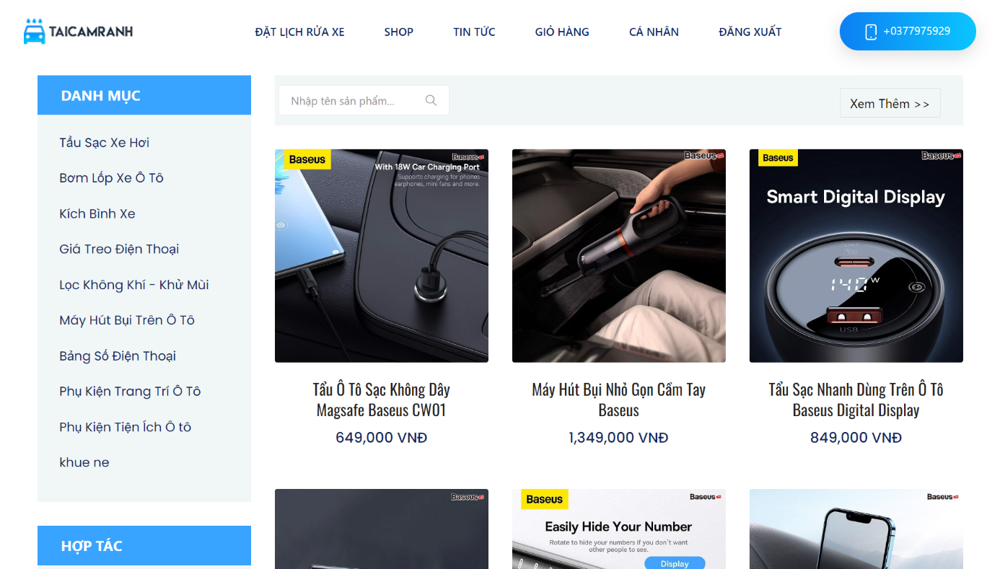 TAICAMRANH
ĐẶT LỊCH RỬA XE
SHOP
TIN TỨC
GIỎ HÀNG
CÁ NHÂN
ĐĂNG XUẤT
+0377975929
DANH MỤC
Tẩu Sạc Xe Hơi
Bơm Lốp Xe Ô Tô
Kích Bình Xe
Giá Treo Điện Thoại
Lọc Không Khí - Khử Mùi
Máy Hút Bụi Trên Ô Tô
Bảng Số Điện Thoại
Phụ Kiện Trang Trí Ô Tô
Phụ Kiện Tiện Ích Ô tô
khue ne
HỢP TÁC
Nhập tên sản phẩm...
Xem Thêm >>
Baseus
Baseus
With 18W Car Charging Port
Supports charging for phones
earphones, mini fans and more.
Tẩu Ô Tô Sạc Không Dây
Magsafe Baseus CW01
649,000 VNĐ
Baseus
Máy Hút Bụi Nhỏ Gọn Cầm Tay
Baseus
1,349,000 VNĐ
Baseus
Baseus
Smart Digital Display
140W
USB
Tẩu Sạc Nhanh Dùng Trên Ô Tô
Baseus Digital Display
849,000 VNĐ
Baseus
Baseus
Baseus
Easily Hide Your Number
Rotate to hide your numbers if you don't want
other people to see.
Display
Baseus